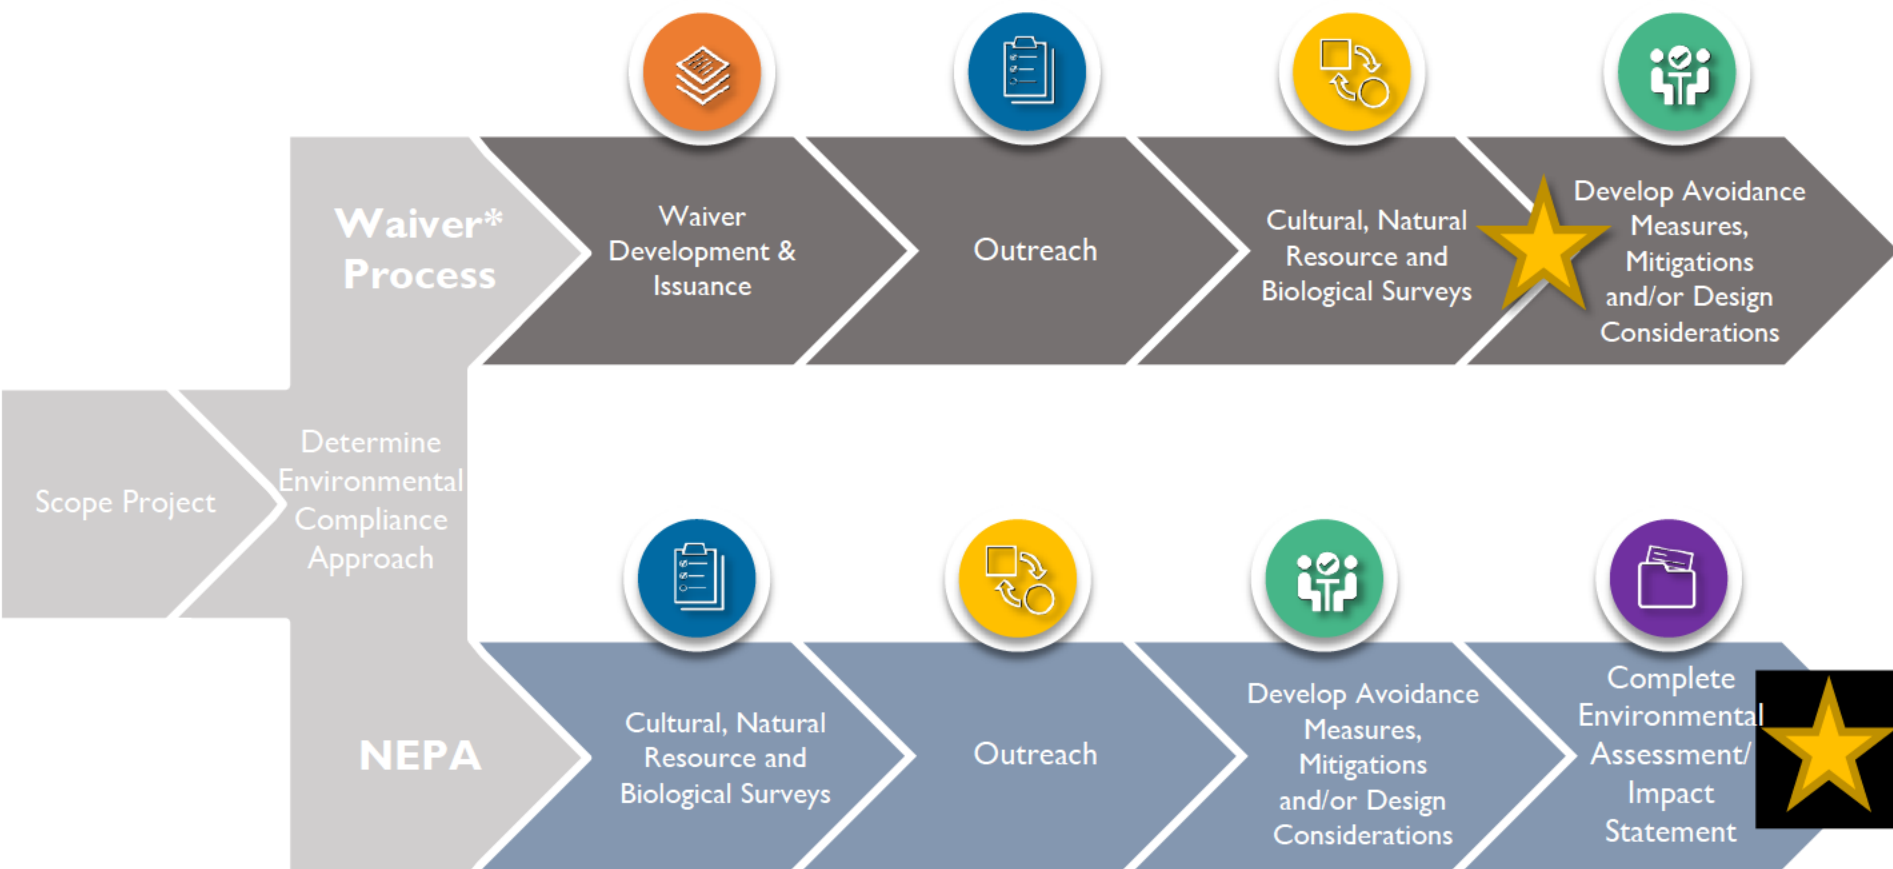 Waiver*
Process
Waiver
Development &
Issuance
Outreach
Cultural, Natural
Resource and
Biological Surveys
Develop Avoidance
Measures,
Mitigations
and/or Design
Considerations
Scope Project
Determine
Environmental
Compliance
Approach
NEPA
Cultural, Natural
Resource and
Biological Surveys
Outreach
Develop Avoidance
Measures,
Mitigations
and/or Design
Considerations
Complete
Environmental
Assessment/
Impact
Statement